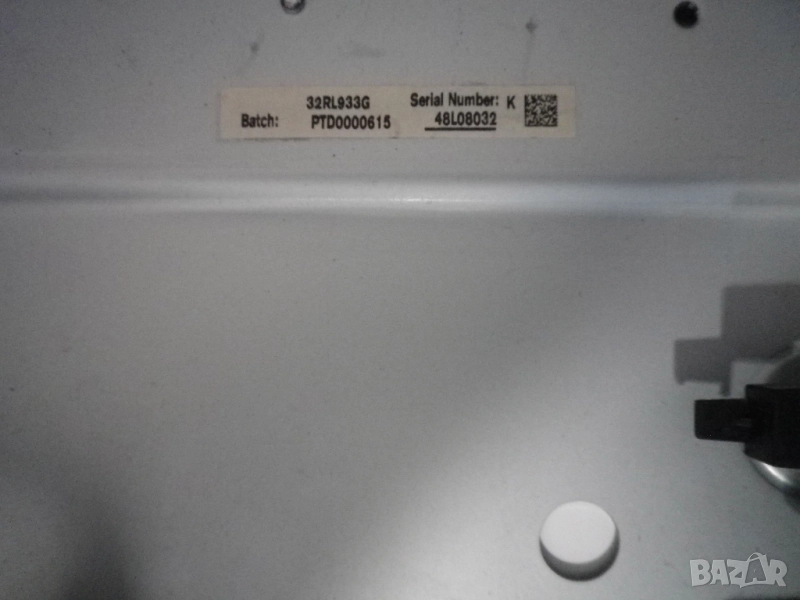 32RL933G
Batch: PTD0000615
Serial Number: K
48L08032
BAZAR